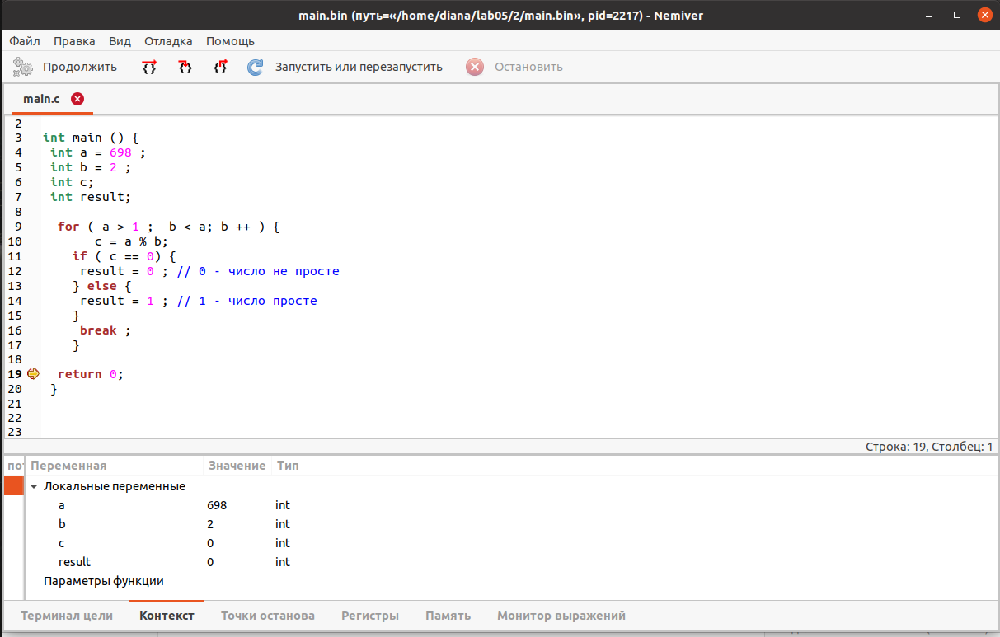 main.bin (путь=«/home/diana/lab05/2/main.bin», pid=2217) - Nemiver
Файл Правка Вид Отладка Помощь
Продолжить Запустить или перезапустить Остановить
main.c
2
3 int main () {
4 int a = 698 ;
5 int b = 2 ;
6 int c;
7 int result;
8
9 for ( a > 1 ;  b < a; b ++ ) {
10 c = a % b;
11 if ( c == 0) {
12 result = 0 ; // 0 - число не просте
13 } else {
14 result = 1 ; // 1 - число просте
15 }
16 break ;
17 }
18
19 return 0;
20 }
21
22
23
Строка: 19, Столбец: 1
Переменная Значение Тип
Локальные переменные
a 698 int
b 2 int
c 0 int
result 0 int
Параметры функции
Терминал цели Контекст Точки останова Регистры Память Монитор выражений